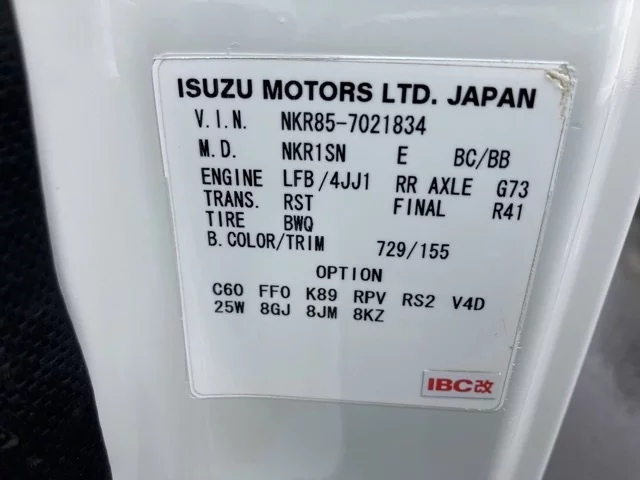 ISUZU MOTORS LTD. JAPAN
V.I.N. NKR85-7021834
M.D. NKR1SN E BC/BB
ENGINE LFB/4JJ1 RR AXLE G73
TRANS. RST FINAL R41
TIRE BWQ
B.COLOR/TRIM 729/155
OPTION
C60 FF0 K89 RPV RS2 V4D
25W 8GJ 8JM 8KZ
IBC改